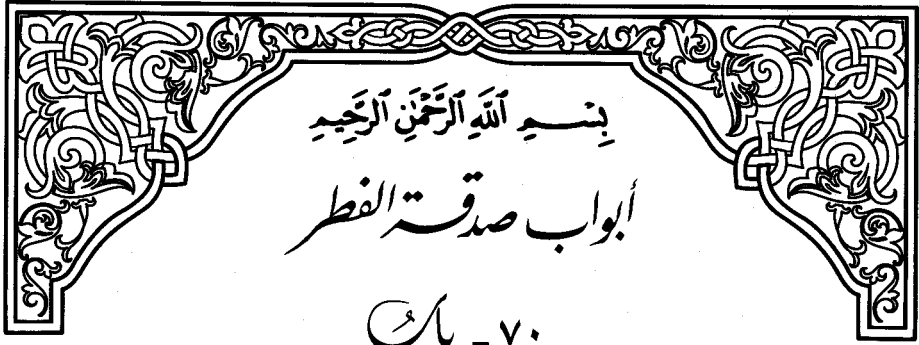 بِسْمِ ٱللَّهِ ٱلرَّحْمَٰنِ ٱلرَّحِيمِ
أبواب صدقة الفطر
٧٠ - بابُ